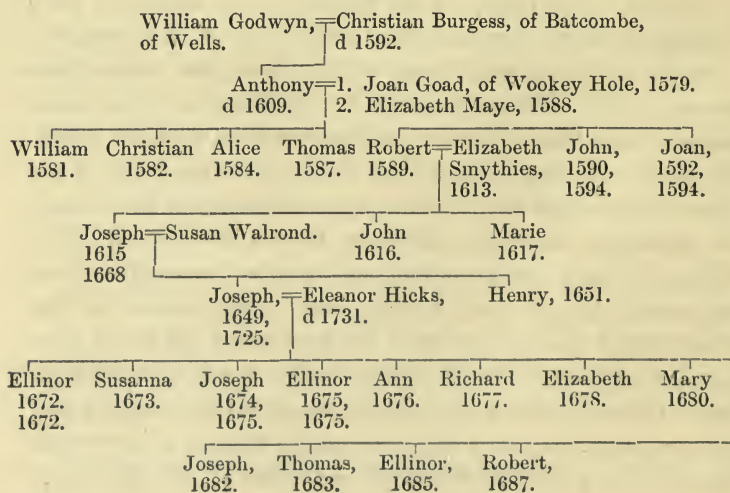 William Godwyn, Christian Burgess, of Batcombe,
of Wells. d 1592.
Anthony 1. Joan Goad, of Wookey Hole, 1579.
d 1609. 2. Elizabeth Maye, 1588.
William Christian Alice Thomas Robert Elizabeth John, Joan,
1581. 1582. 1584. 1587. 1589. Smythies, 1590, 1592,
1613. 1594. 1594.
Joseph Susan Walrond. John Marie
1615 1616. 1617.
1668
Joseph, Eleanor Hicks, Henry, 1651.
1649, d 1731.
1725.
Ellinor Susanna Joseph Ellinor Ann Richard Elizabeth Mary
1672. 1673. 1674, 1675, 1676. 1677. 1678. 1680.
1672. 1675. 1675.
Joseph, Thomas, Ellinor, Robert,
1682. 1683. 1685. 1687.